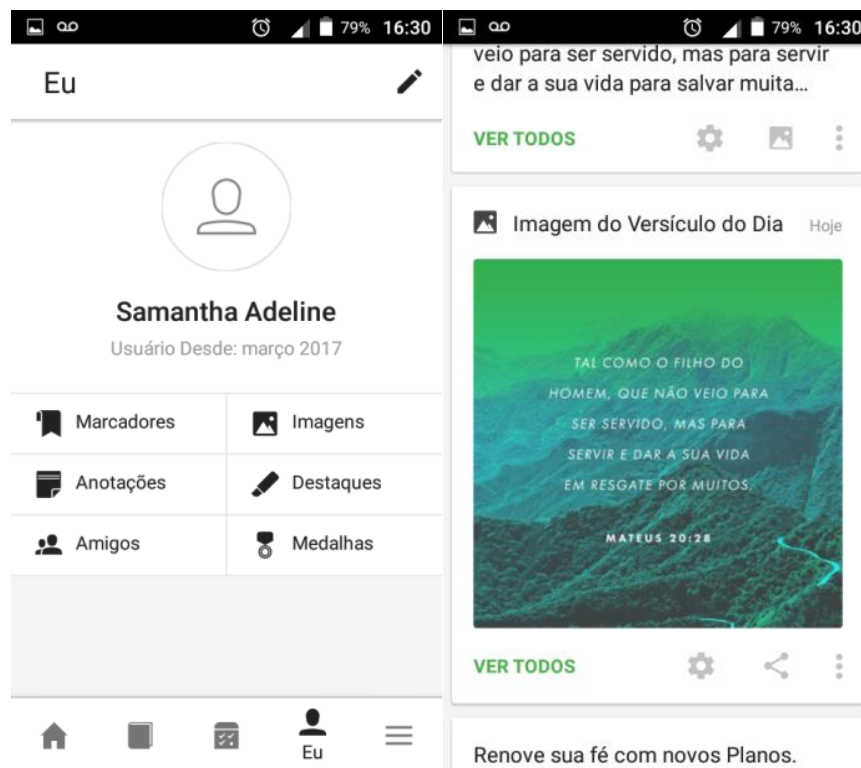 79% 16:30
Eu
Samantha Adeline
Usuário Desde: março 2017
Marcadores
Imagens
Anotações
Destaques
Amigos
Medalhas
Eu
79% 16:30
veio para ser servido, mas para servir
e dar a sua vida para salvar muita...
VER TODOS
Imagem do Versículo do Dia
Hoje
TAL COMO O FILHO DO
HOMEM, QUE NÃO VEIO PARA
SER SERVIDO, MAS PARA
SERVIR E DAR A SUA VIDA
EM RESGATE POR MUITOS.
MATEUS 20:28
VER TODOS
Renove sua fé com novos Planos.